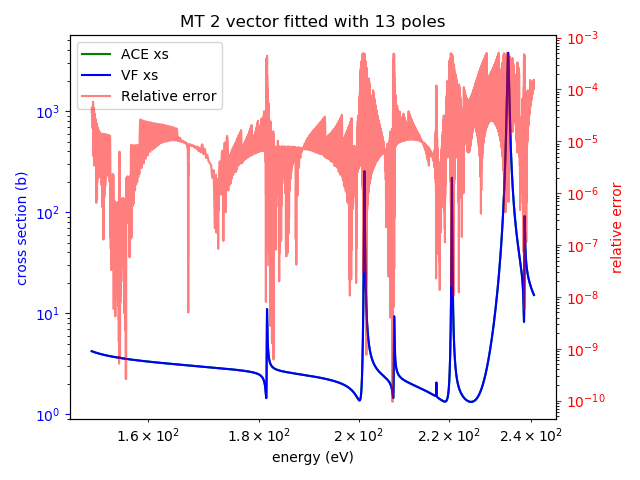 MT 2 vector fitted with 13 poles
ACE xs
VF xs
Relative error
cross section (b)
10³
10²
10¹
10⁰
10⁻³
10⁻⁴
10⁻⁵
10⁻⁶
10⁻⁷
10⁻⁸
10⁻⁹
10⁻¹⁰
relative error
1.6 × 10² 1.8 × 10² 2 × 10² 2.2 × 10² 2.4 × 10²
energy (eV)